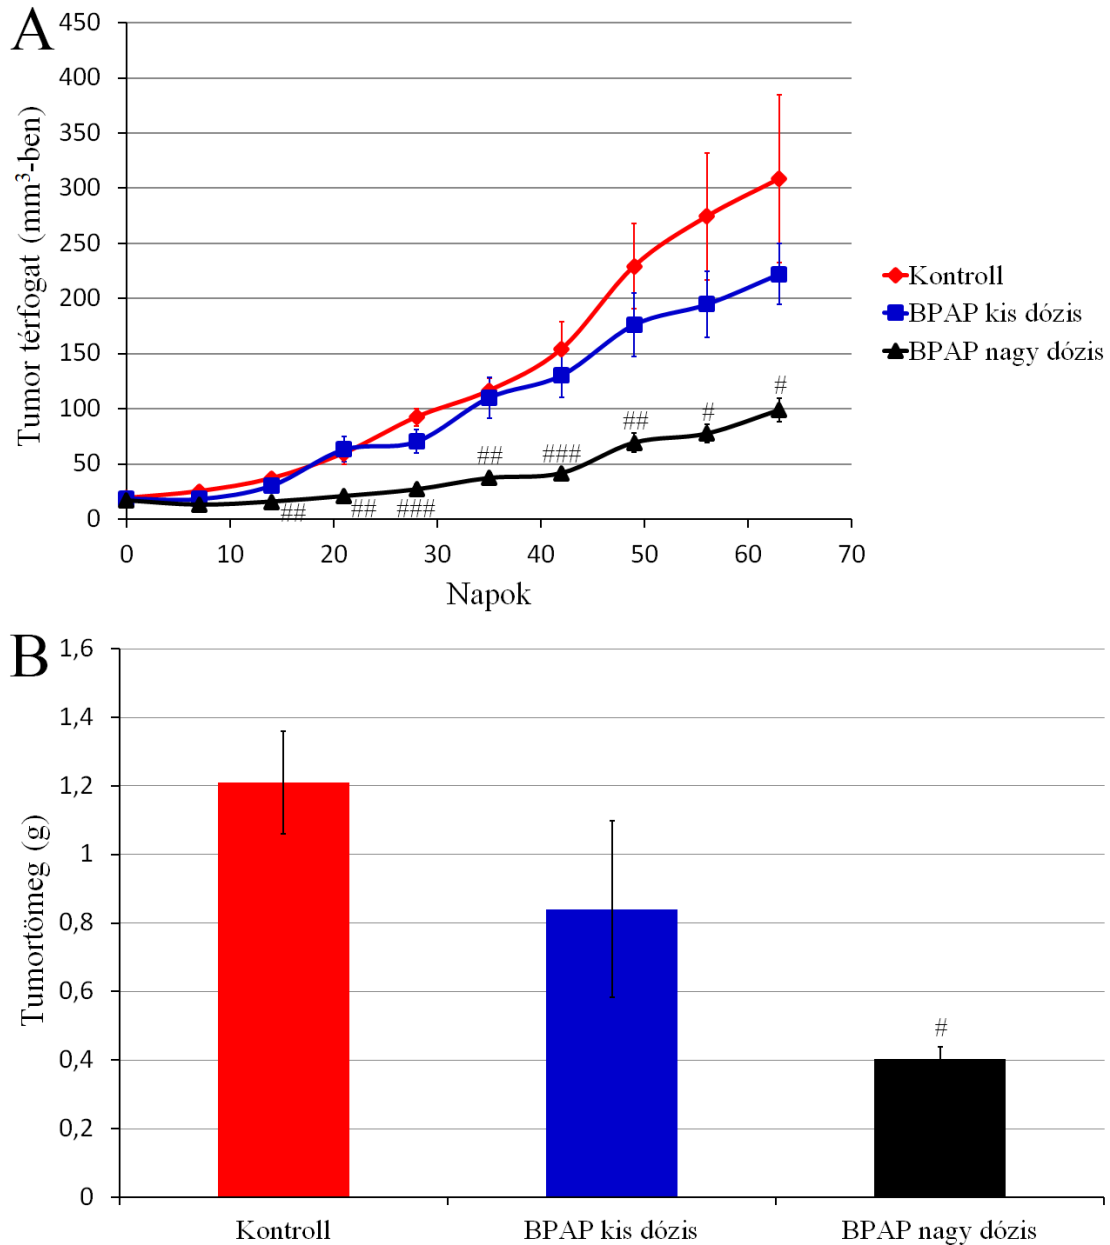 A
450
400
350
300
250
200
150
100
50
0
Tumor térfogat (mm³-ben)
# 
##
#
##
###
## ## ###
0 10 20 30 40 50 60 70
Napok
Kontroll
BPAP kis dózis
BPAP nagy dózis
B
1,6
1,4
1,2
1
0,8
0,6
0,4
0,2
0
Tumortömeg (g)
#
Kontroll BPAP kis dózis BPAP nagy dózis